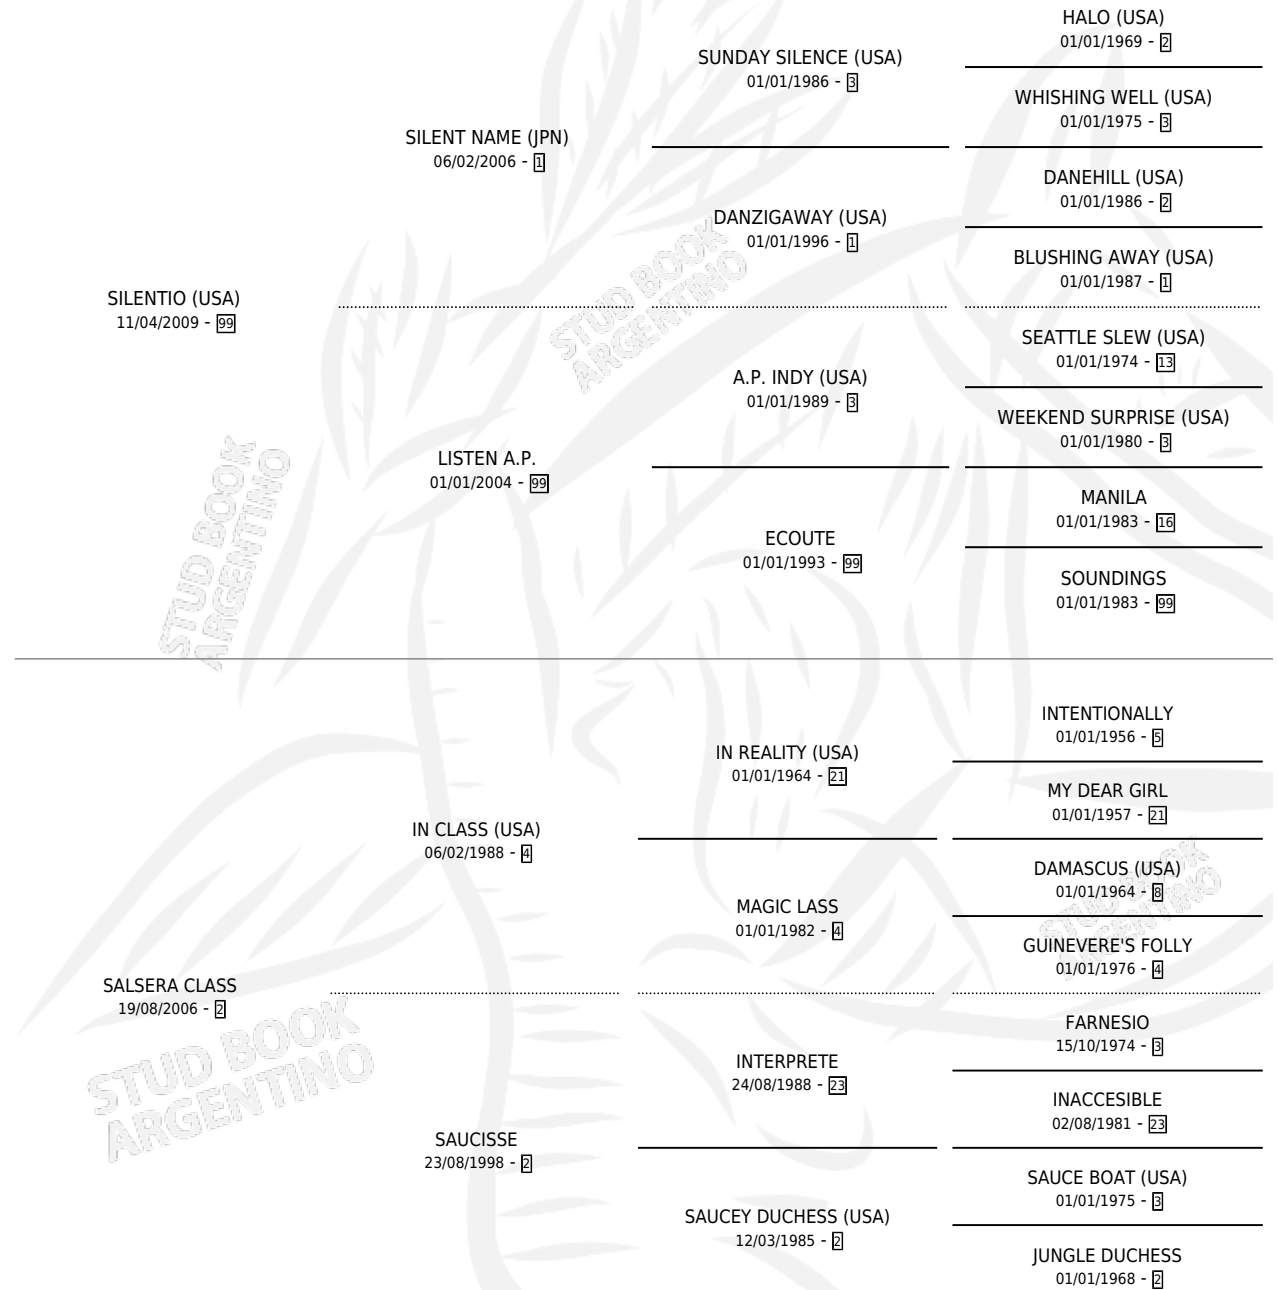 HALO (USA)
01/01/1969 - 2
SUNDAY SILENCE (USA)
01/01/1986 - 3
WHISHING WELL (USA)
01/01/1975 - 3
SILENT NAME (JPN)
06/02/2006 - 1
DANEHILL (USA)
01/01/1986 - 2
DANZIGAWAY (USA)
01/01/1996 - 1
BLUSHING AWAY (USA)
01/01/1987 - 1
SILENTIO (USA)
11/04/2009 - 99
STUD BOOK
ARGENTINO
SEATTLE SLEW (USA)
01/01/1974 - 13
A.P. INDY (USA)
01/01/1989 - 3
WEEKEND SURPRISE (USA)
01/01/1980 - 3
LISTEN A.P.
01/01/2004 - 99
MANILA
01/01/1983 - 16
ECOUTE
01/01/1993 - 99
SOUNDINGS
01/01/1983 - 99
STUD BOOK
ARGENTINO
INTENTIONALLY
01/01/1956 - 5
IN REALITY (USA)
01/01/1964 - 21
MY DEAR GIRL
01/01/1957 - 21
IN CLASS (USA)
06/02/1988 - 4
DAMASCUS (USA)
01/01/1964 - 8
MAGIC LASS
01/01/1982 - 4
STUD BOOK
ARGENTINO
GUINEVERE'S FOLLY
01/01/1976 - 4
SALSERA CLASS
19/08/2006 - 2
STUD BOOK
ARGENTINO
FARNESIO
15/10/1974 - 3
INTERPRETE
24/08/1988 - 23
INACCESIBLE
02/08/1981 - 23
SAUCISSE
23/08/1998 - 2
SAUCE BOAT (USA)
01/01/1975 - 3
SAUCEY DUCHESS (USA)
12/03/1985 - 2
JUNGLE DUCHESS
01/01/1968 - 2